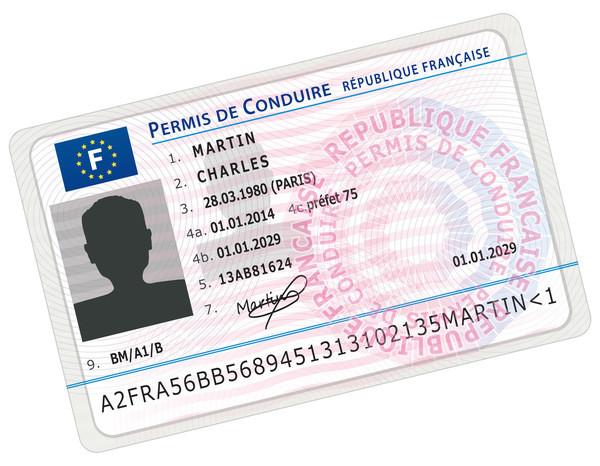 PERMIS DE CONDUIRE RÉPUBLIQUE FRANÇAISE
F
1. MARTIN
2. CHARLES
3. 28.03.1980 (PARIS)
4a. 01.01.2014 4c. préfet 75
4b. 01.01.2029
5. 13AB81624
01.01.2029
7. Martin
9. BM/A1/B
A2FRA56BB5689451313102135MARTIN<1
RÉPUBLIQUE FRANÇAISE
PERMIS DE CONDUIRE